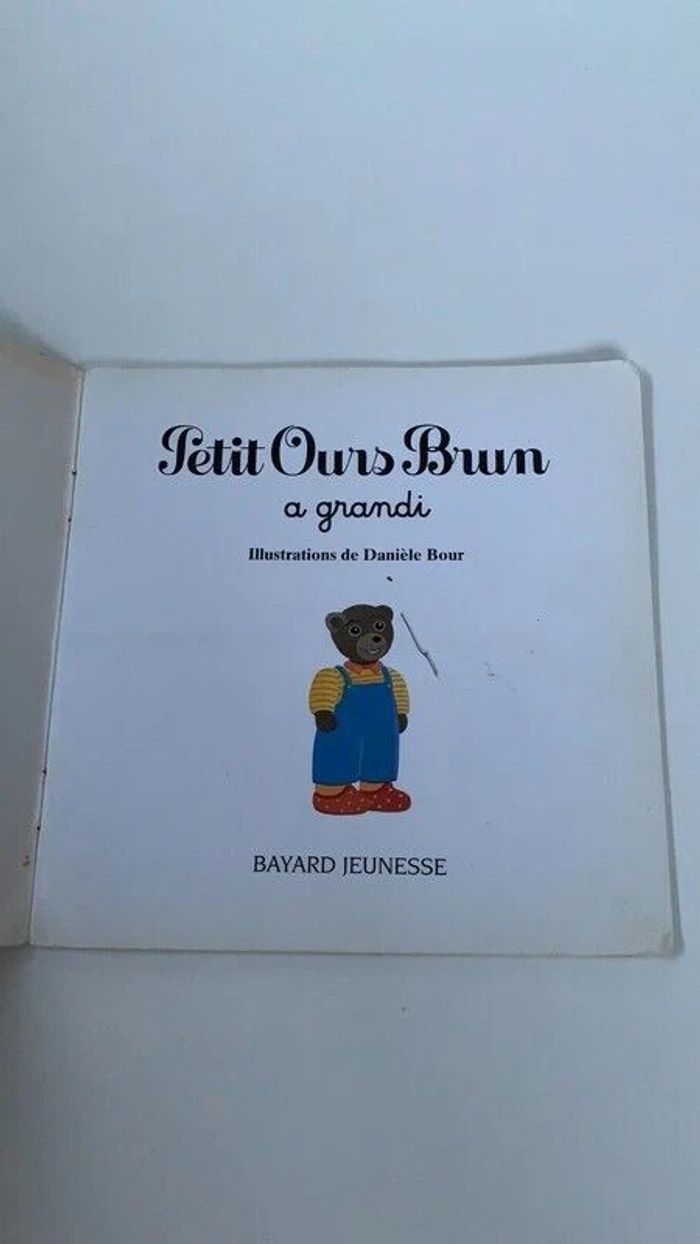 Petit Ours Brun
a grandi
Illustrations de Danièle Bour
BAYARD JEUNESSE